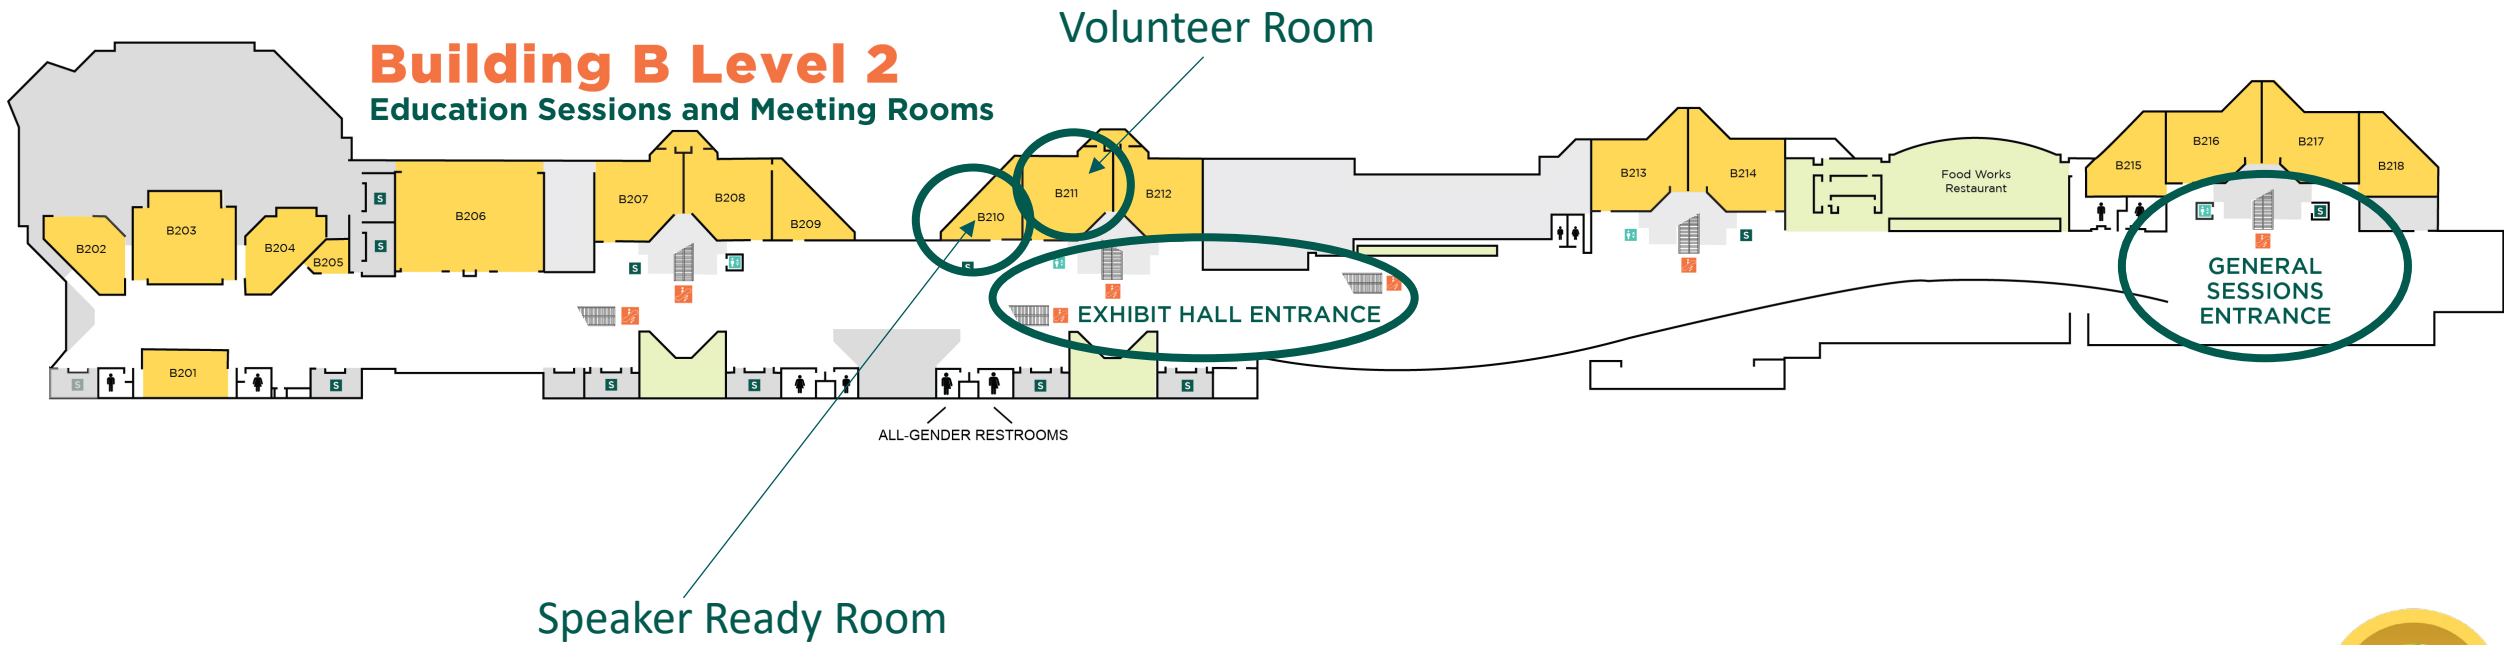 Volunteer Room
Building B Level 2
Education Sessions and Meeting Rooms
B202
B203
B204
B205
S
S
B206
B207
B208
B209
B210
B211
B212
B213
B214
Food Works
Restaurant
B215
B216
B217
B218
S
S
S
S
GENERAL
SESSIONS
ENTRANCE
EXHIBIT HALL ENTRANCE
B201
S
S
S
S
S
S
ALL-GENDER RESTROOMS
Speaker Ready Room